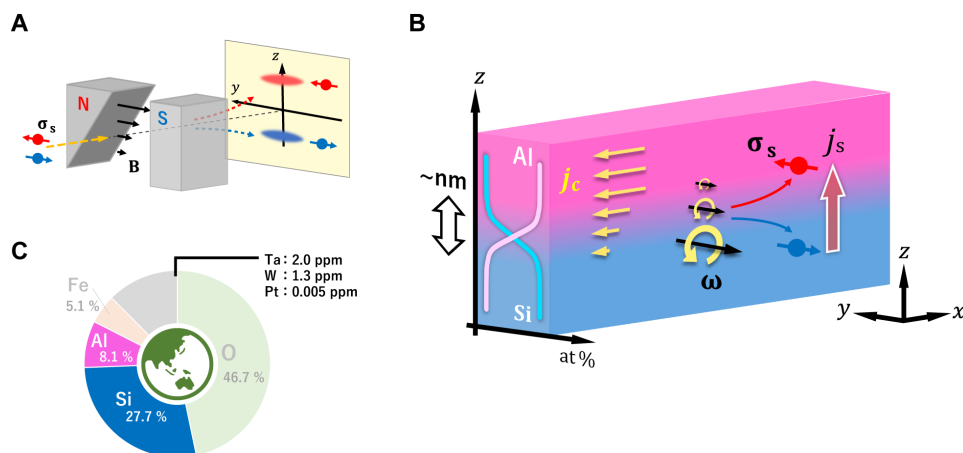 A
N
S
σs
B
z
y
B
z
Al
~nm
jc
σs
js
ω
Si
at %
z
y
x
C
Ta: 2.0 ppm
W : 1.3 ppm
Pt: 0.005 ppm
Fe
5.1 %
Al
8.1 %
O
46.7 %
Si
27.7 %